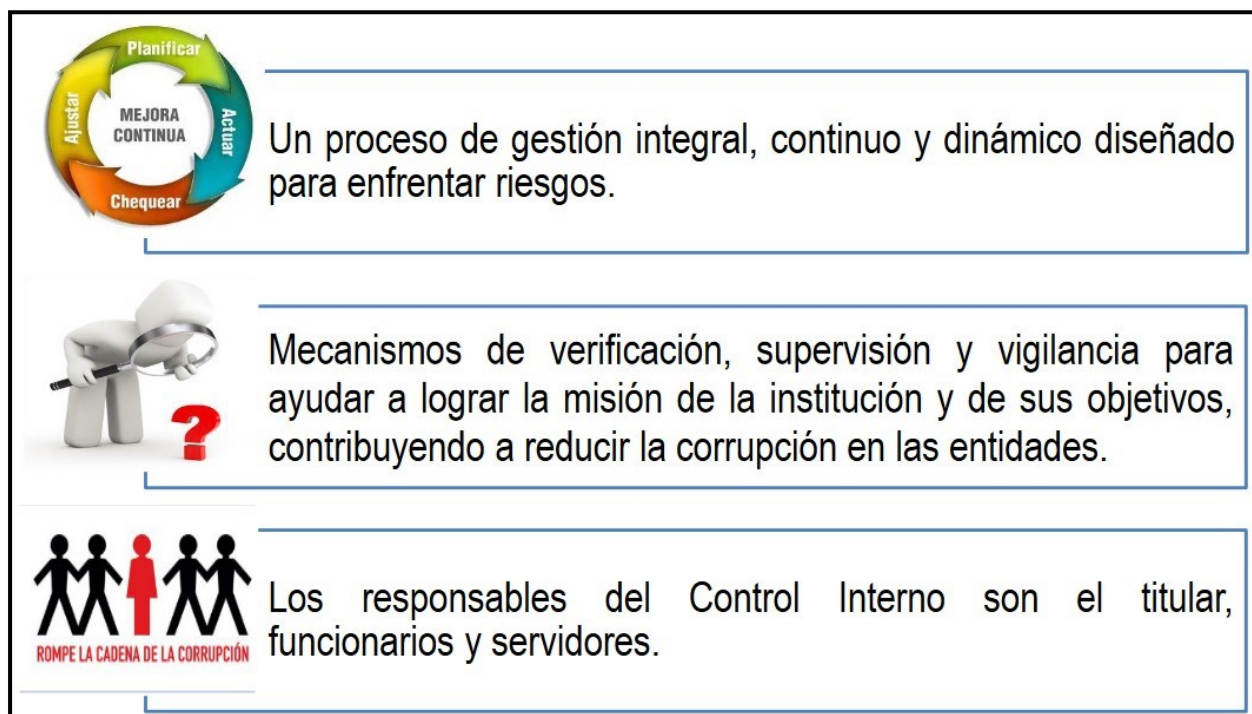 Planificar
Actuar
Chequear
Ajustar
MEJORA
CONTINUA
Un proceso de gestión integral, continuo y dinámico diseñado
para enfrentar riesgos.
?
Mecanismos de verificación, supervisión y vigilancia para
ayudar a lograr la misión de la institución y de sus objetivos,
contribuyendo a reducir la corrupción en las entidades.
ROMPE LA CADENA DE LA CORRUPCIÓN
Los responsables del Control Interno son el titular,
funcionarios y servidores.